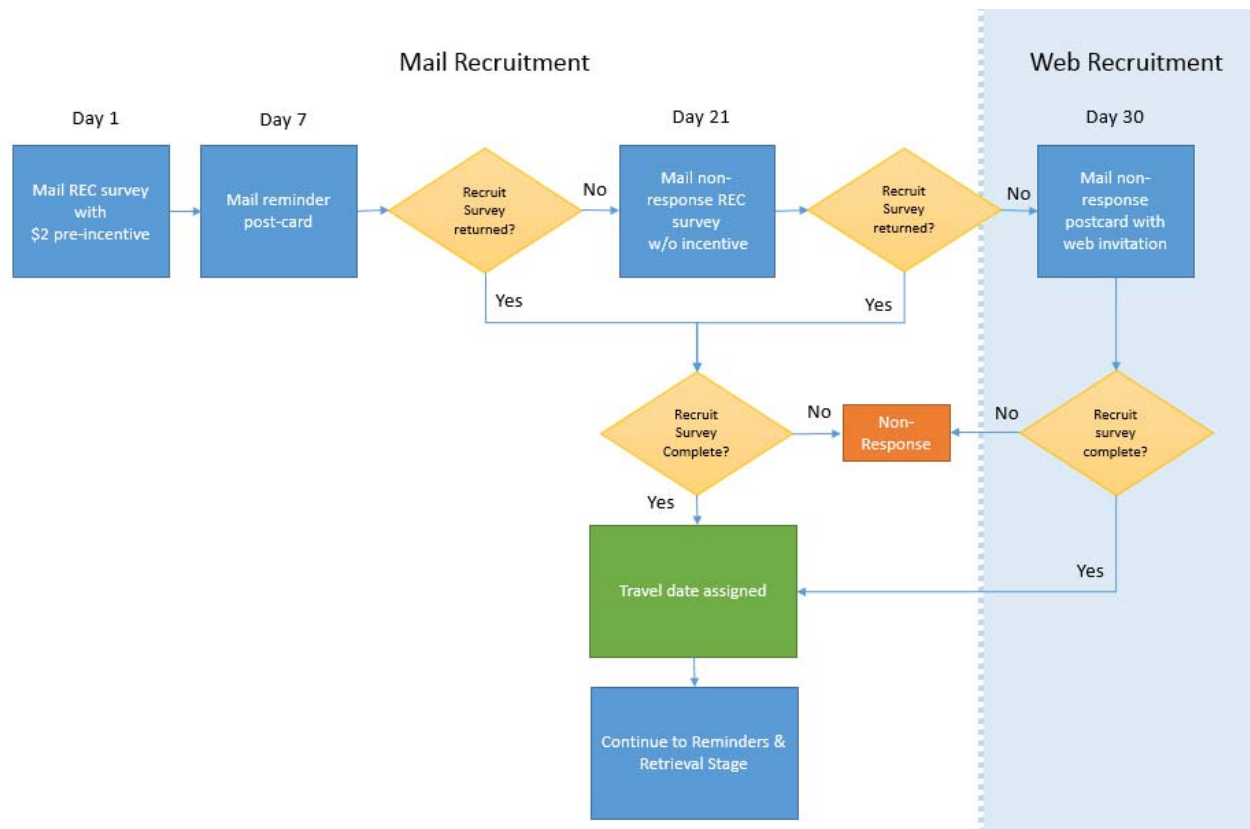 Mail Recruitment
Web Recruitment
Day 1
Day 7
Day 21
Day 30
Mail REC survey
with
$2 pre-incentive
Mail reminder
post-card
Recruit
Survey
returned?
No
Mail non-
response REC
survey
w/o incentive
Recruit
Survey
returned?
No
Mail non-
response
postcard with
web invitation
Yes
Yes
Recruit
Survey
Complete?
No
Non-
Response
No
Recruit
survey
complete?
Yes
Yes
Travel date assigned
Continue to Reminders &
Retrieval Stage